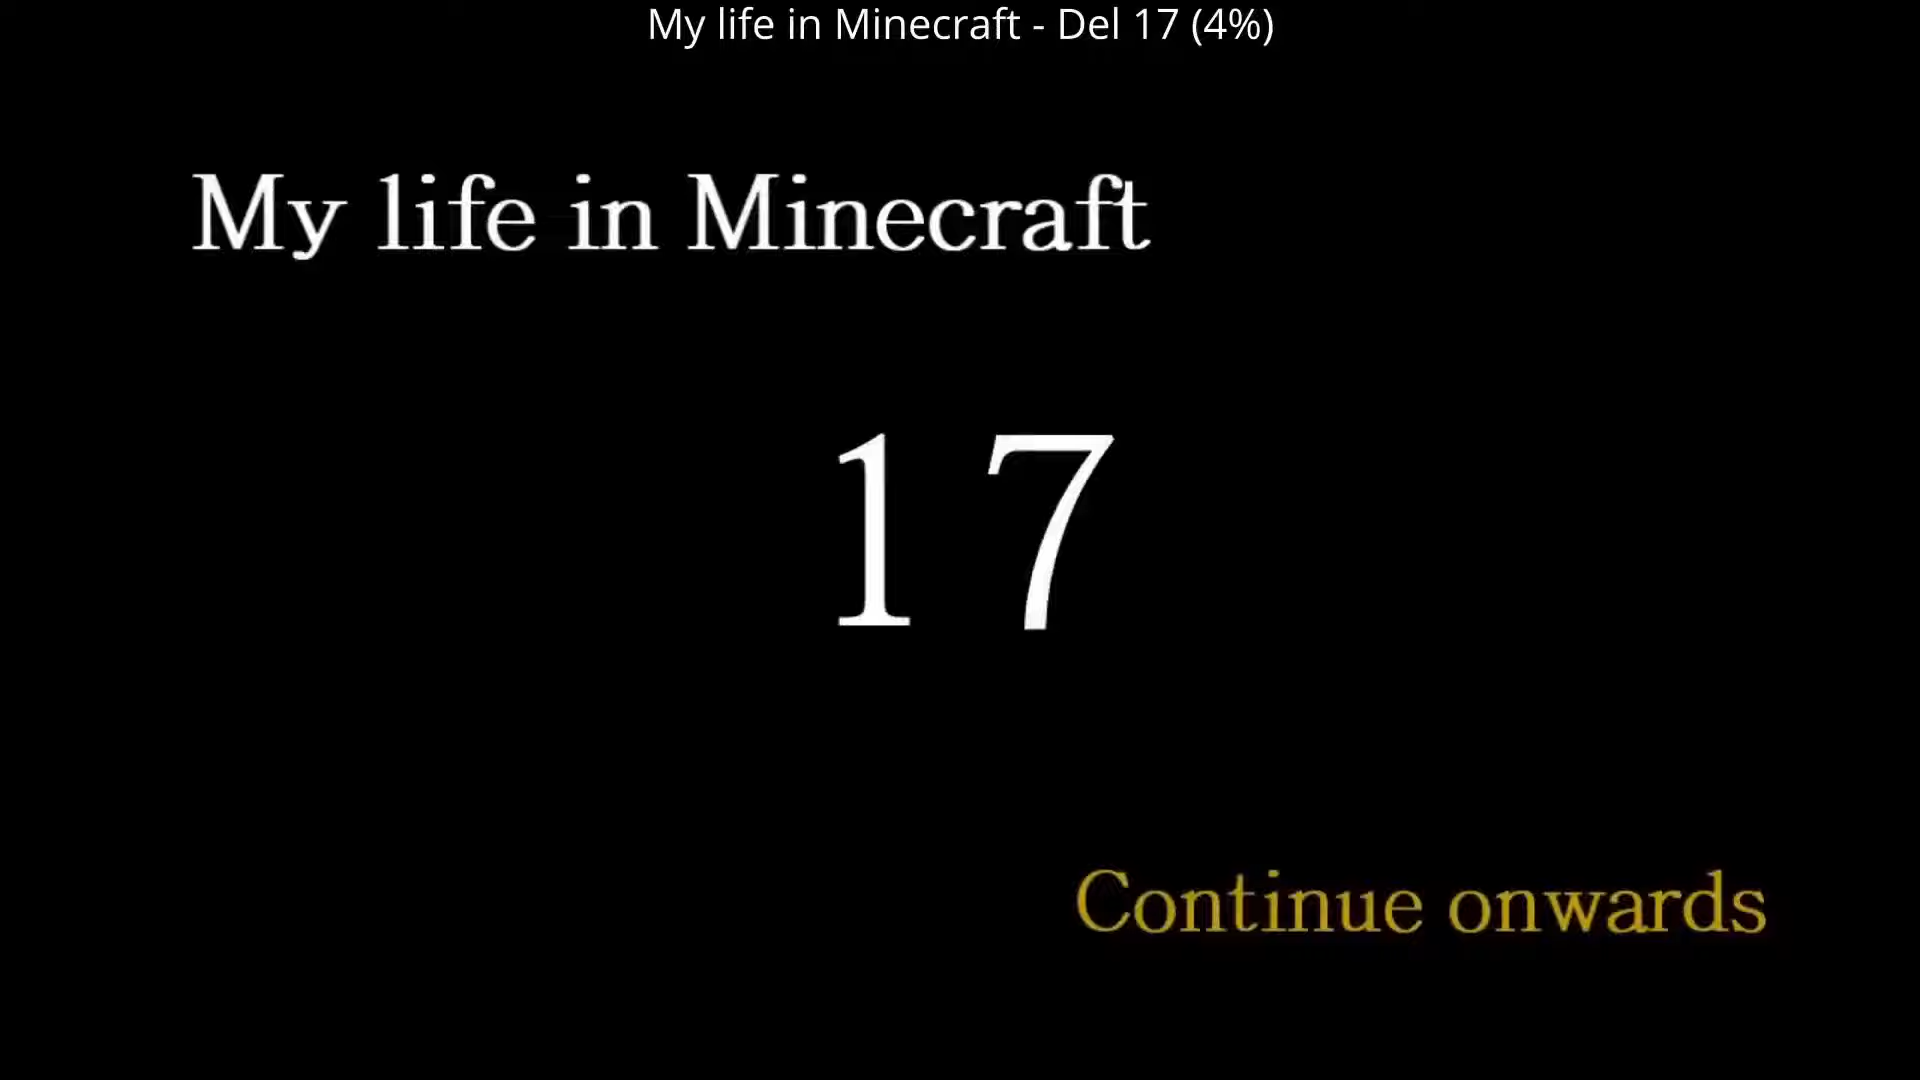 My life in Minecraft - Del 17 (4%)
My life in Minecraft
17
Continue onwards